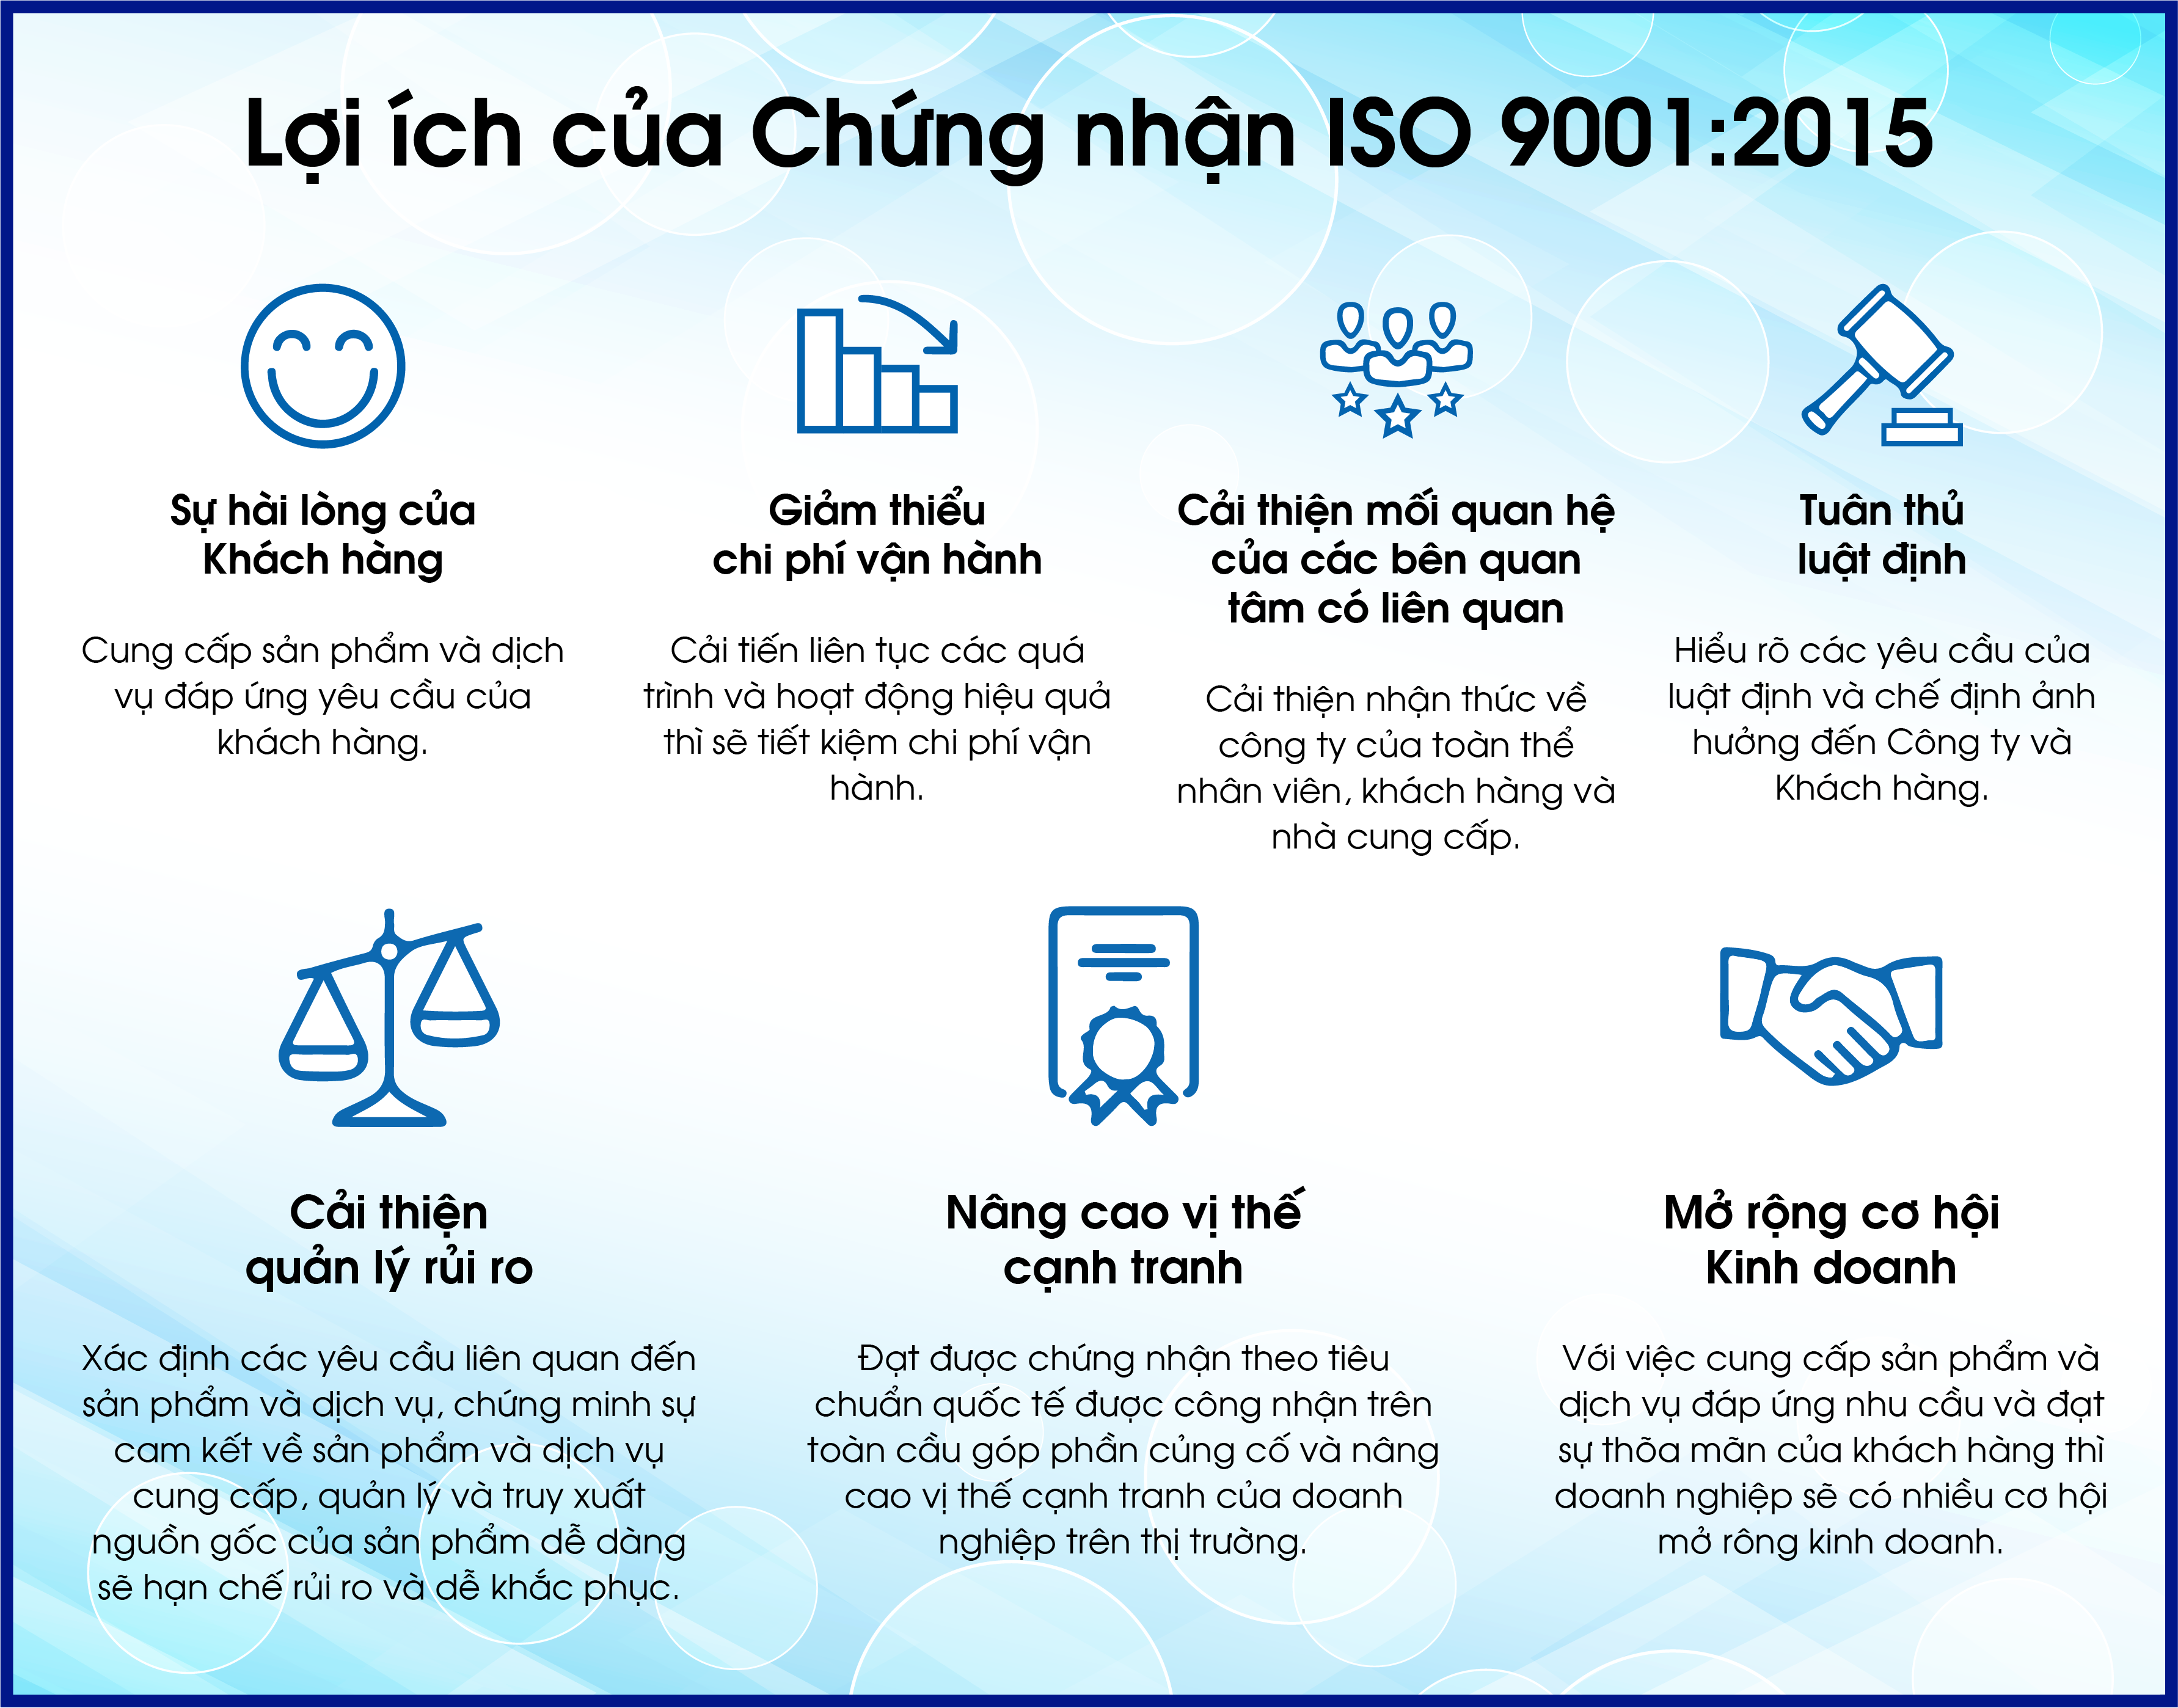 Lợi ích của Chứng nhận ISO 9001:2015
Sự hài lòng của
Khách hàng
Cung cấp sản phẩm và dịch
vụ đáp ứng yêu cầu của
khách hàng.
Giảm thiểu
chi phí vận hành
Cải tiến liên tục các quá
trình và hoạt động hiệu quả
thì sẽ tiết kiệm chi phí vận
hành.
Cải thiện mối quan hệ
của các bên quan
tâm có liên quan
Cải thiện nhận thức về
công ty của toàn thể
nhân viên, khách hàng và
nhà cung cấp.
Tuân thủ
luật định
Hiểu rõ các yêu cầu của
luật định và chế định ảnh
hưởng đến Công ty và
Khách hàng.
Cải thiện
quản lý rủi ro
Xác định các yêu cầu liên quan đến
sản phẩm và dịch vụ, chứng minh sự
cam kết về sản phẩm và dịch vụ
cung cấp, quản lý và truy xuất
nguồn gốc của sản phẩm dễ dàng
sẽ hạn chế rủi ro và dễ khắc phục.
Nâng cao vị thế
cạnh tranh
Đạt được chứng nhận theo tiêu
chuẩn quốc tế được công nhận trên
toàn cầu góp phần củng cố và nâng
cao vị thế cạnh tranh của doanh
nghiệp trên thị trường.
Mở rộng cơ hội
Kinh doanh
Với việc cung cấp sản phẩm và
dịch vụ đáp ứng nhu cầu và đạt
sự thõa mãn của khách hàng thì
doanh nghiệp sẽ có nhiều cơ hội
mở rông kinh doanh.